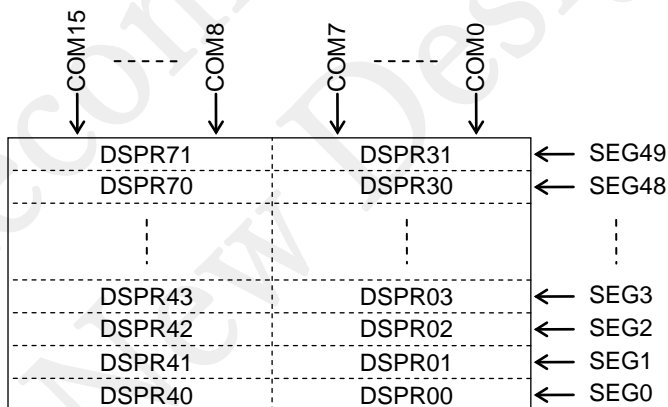 COM15 COM8 COM7 COM0
DSPR71 DSPR31 SEG49
DSPR70 DSPR30 SEG48
DSPR43 DSPR03 SEG3
DSPR42 DSPR02 SEG2
DSPR41 DSPR01 SEG1
DSPR40 DSPR00 SEG0